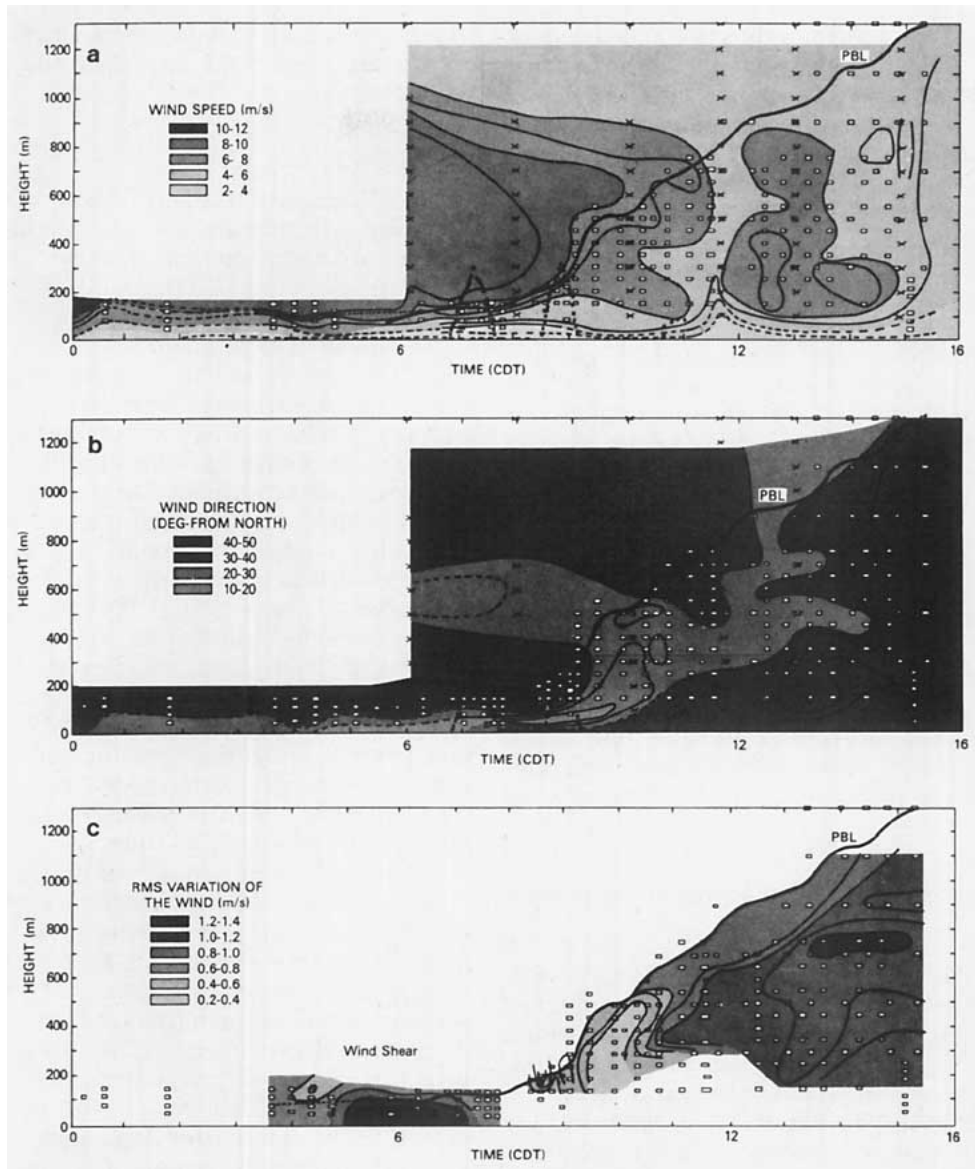 a
PBL
WIND SPEED (m/s)
10-12
8-10
6- 8
4- 6
2- 4
HEIGHT (m)
1200
1000
800
600
400
200
0
0 6 12 16
TIME (CDT)
b
PBL
WIND DIRECTION
(DEG-FROM NORTH)
40-50
30-40
20-30
10-20
HEIGHT (m)
1200
1000
800
600
400
200
0
0 6 12 16
TIME (CDT)
c
PBL
RMS VARIATION OF
THE WIND (m/s)
1.2-1.4
1.0-1.2
0.8-1.0
0.6-0.8
0.4-0.6
0.2-0.4
HEIGHT (m)
1200
1000
800
600
400
200
0
Wind Shear
6 12 16
TIME (CDT)